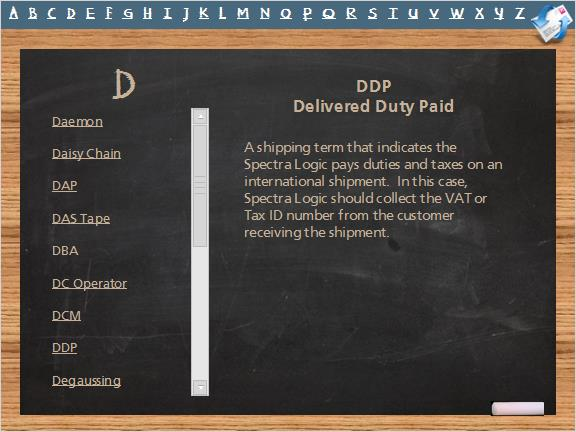 A B C D E F G H I J K L M N O P Q R S T U V W X Y Z
D
Daemon
Daisy Chain
DAP
DAS Tape
DBA
DC Operator
DCM
DDP
Degaussing
DDP
Delivered Duty Paid
A shipping term that indicates the
Spectra Logic pays duties and taxes on an
international shipment. In this case,
Spectra Logic should collect the VAT or
Tax ID number from the customer
receiving the shipment.